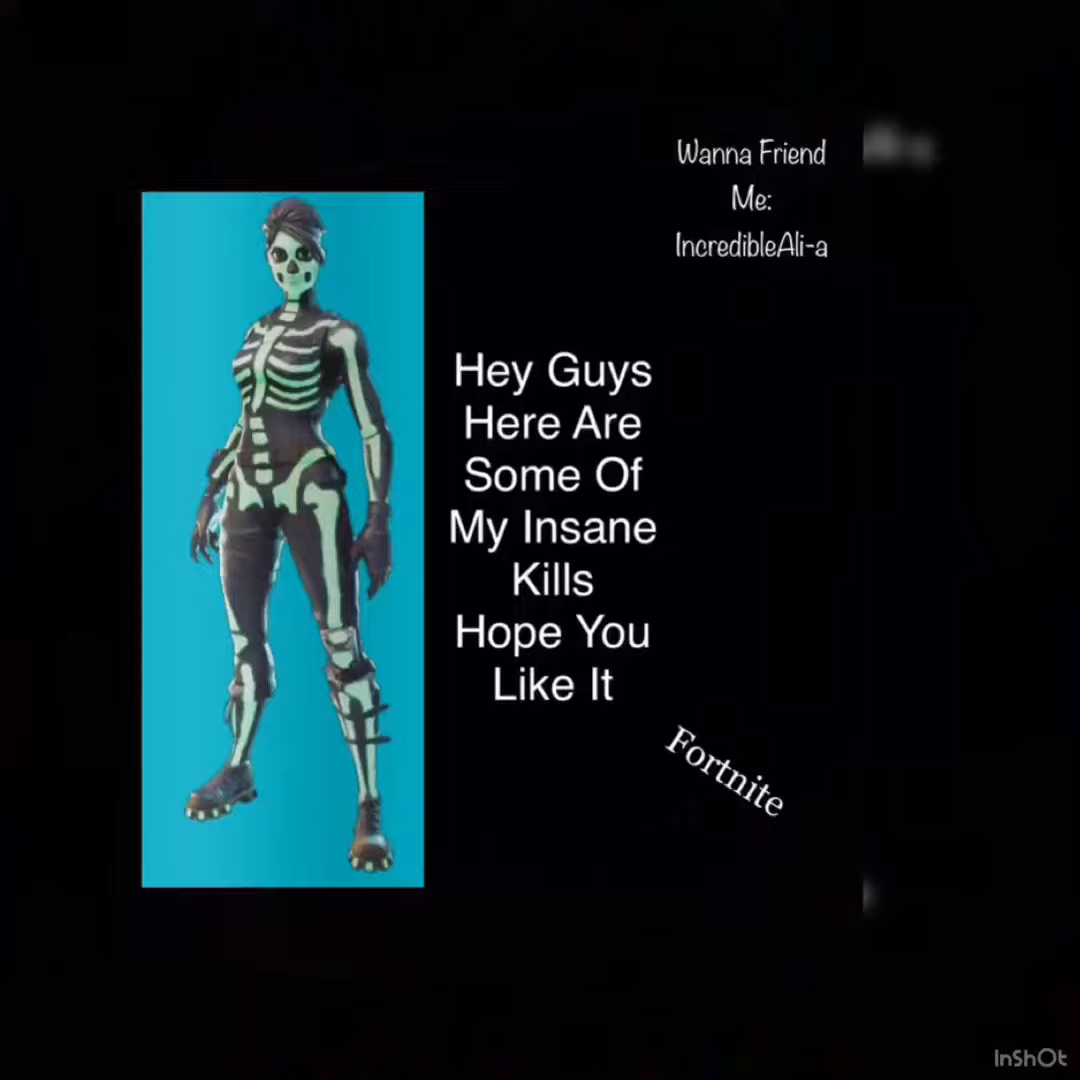 Wanna Friend
Me:
IncredibleAli-a
Hey Guys
Here Are
Some Of
My Insane
Kills
Hope You
Like It
Fortnite
InShOt